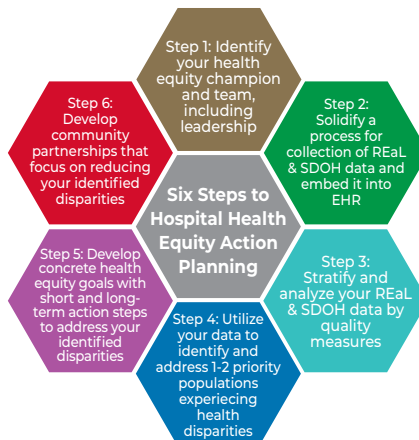 Step 1: Identify
your health
equity champion
and team,
including
leadership
Step 2:
Solidify a
process for
collection of REaL
& SDOH data and
embed it into
EHR
Step 3:
Stratify and
analyze your REaL
& SDOH data by
quality
measures
Step 4: Utilize
your data to
identify and
address 1-2 priority
populations
experiecing
health
disparities
Step 5: Develop
concrete health
equity goals with
short and long-
term action steps
to address your
identified
disparities
Step 6:
Develop
community
partnerships that
focus on reducing
your identified
disparities
Six Steps to
Hospital Health
Equity Action
Planning